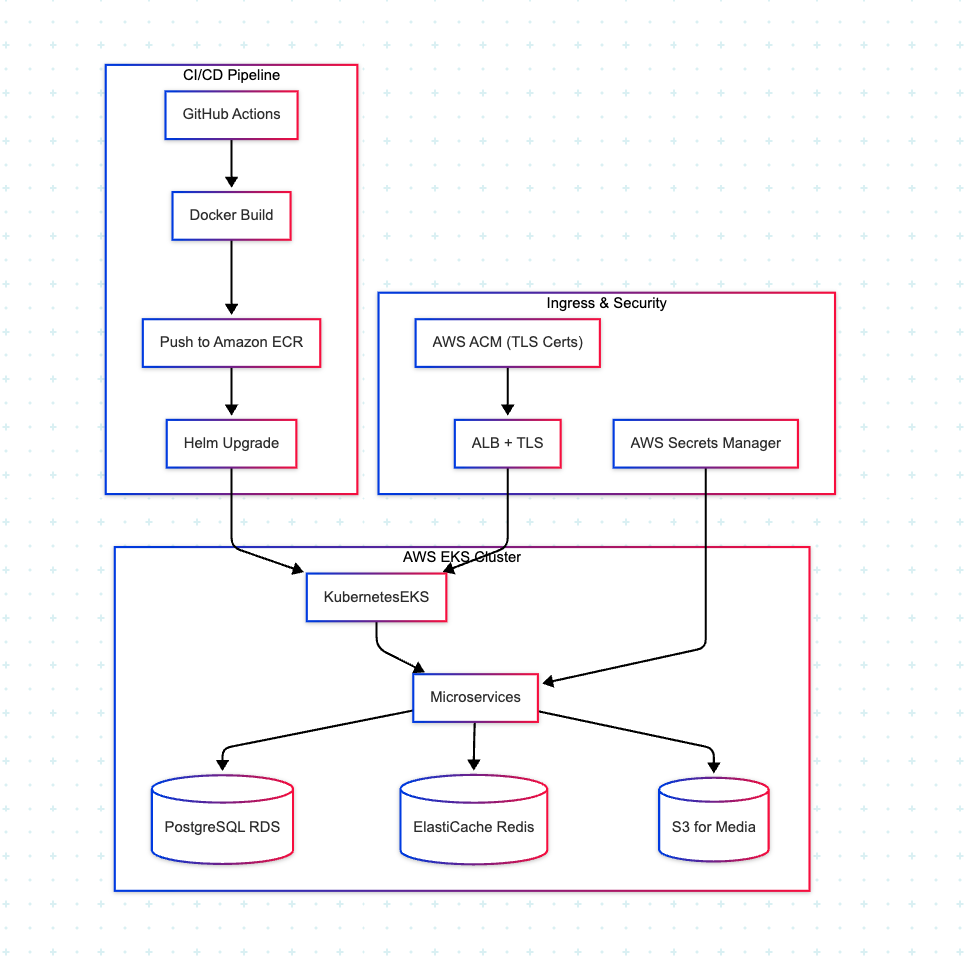 CI/CD Pipeline
GitHub Actions
Docker Build
Push to Amazon ECR
Helm Upgrade
Ingress & Security
AWS ACM (TLS Certs)
ALB + TLS
AWS Secrets Manager
AWS EKS Cluster
KubernetesEKS
Microservices
PostgreSQL RDS
ElastiCache Redis
S3 for Media